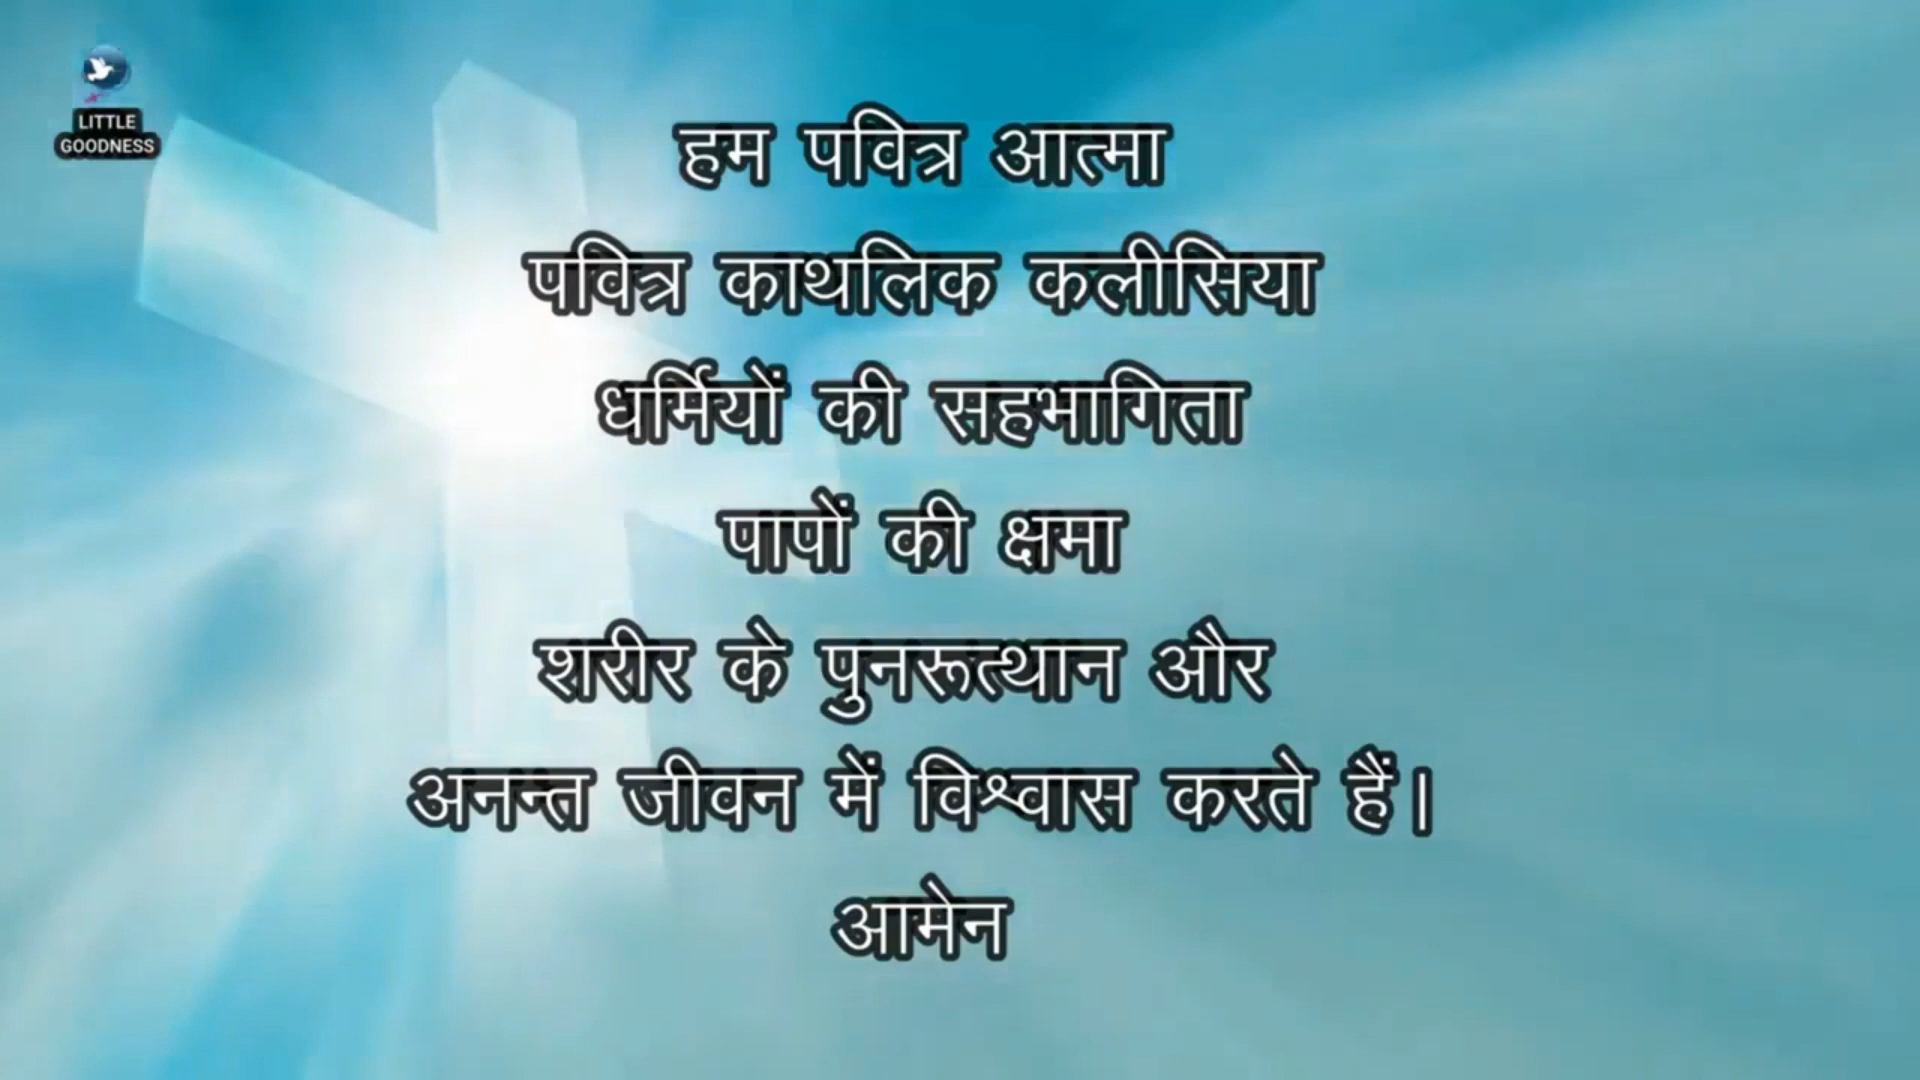 LITTLE
GOODNESS
हम पवित्र आत्मा
पवित्र काथलिक कलीसिया
धर्मियों की सहभागिता
पापों की क्षमा
शरीर के पुनरूत्थान और
अनन्त जीवन में विश्वास करते हैं।
आमेन